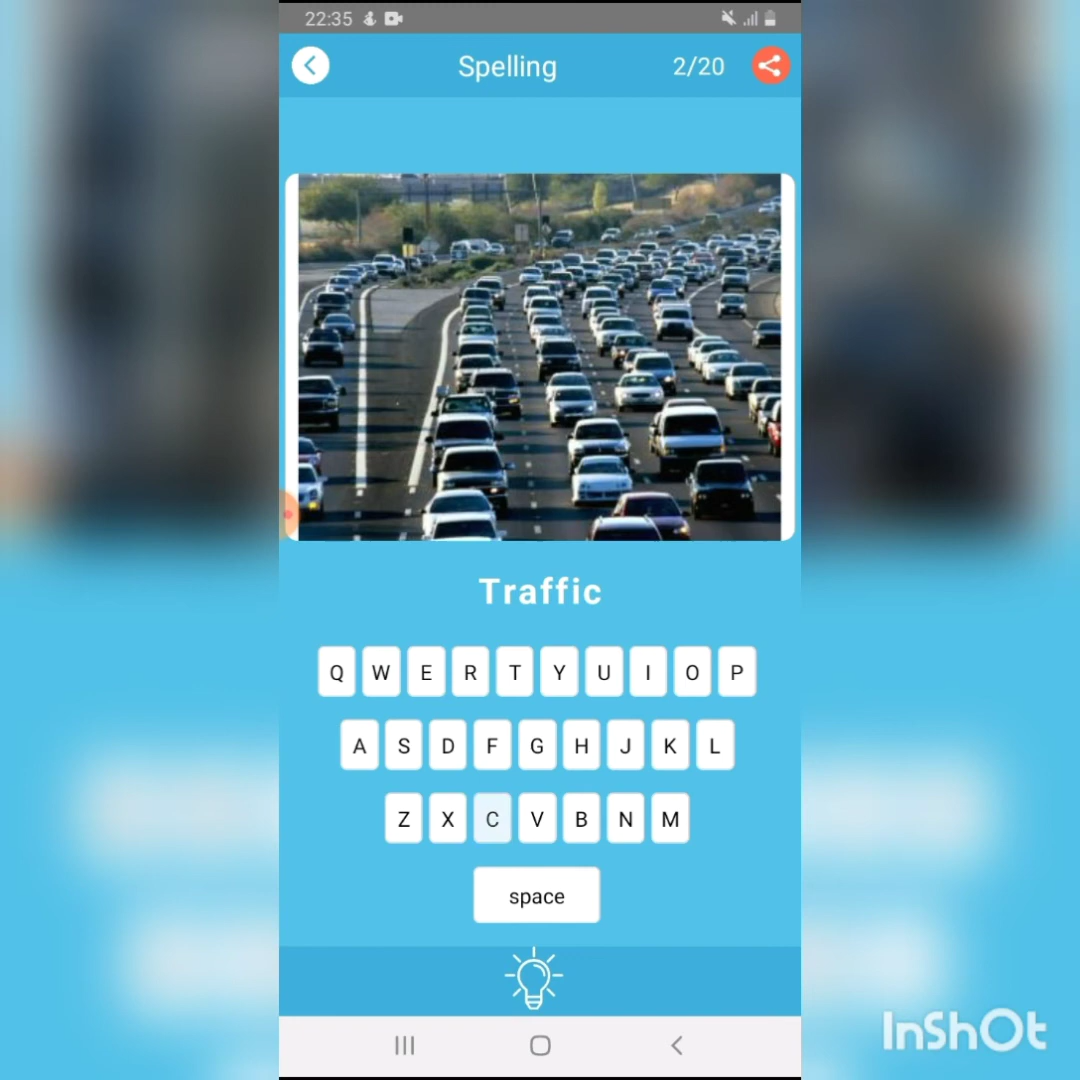 22:35
Spelling 2/20
Traffic
Q W E R T Y U I O P
A S D F G H J K L
Z X C V B N M
space
InShOt